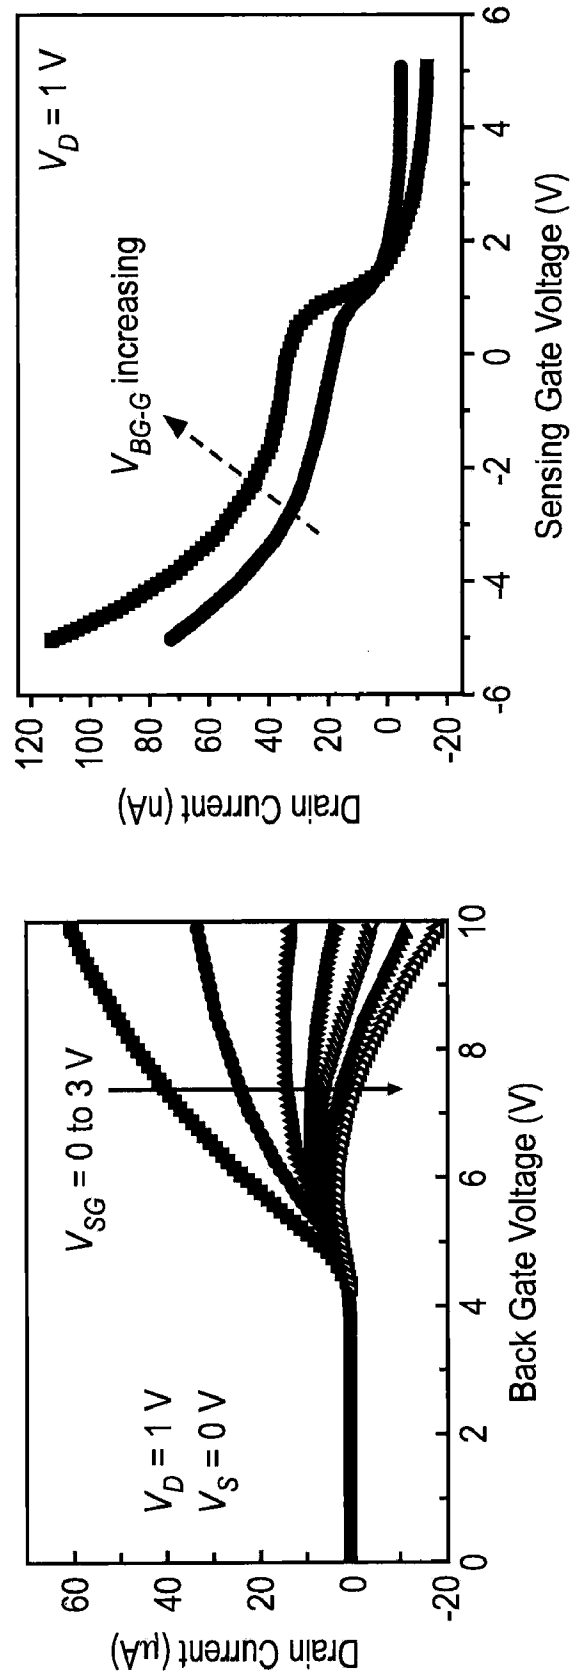 V_D = 1 V
V_S = 0 V
V_SG = 0 to 3 V
60
40
20
0
-20
Drain Current (µA)
0
2
4
6
8
10
Back Gate Voltage (V)
V_D = 1 V
V_BG-G increasing
120
100
80
60
40
20
0
-20
Drain Current (nA)
-6
-4
-2
0
2
4
6
Sensing Gate Voltage (V)